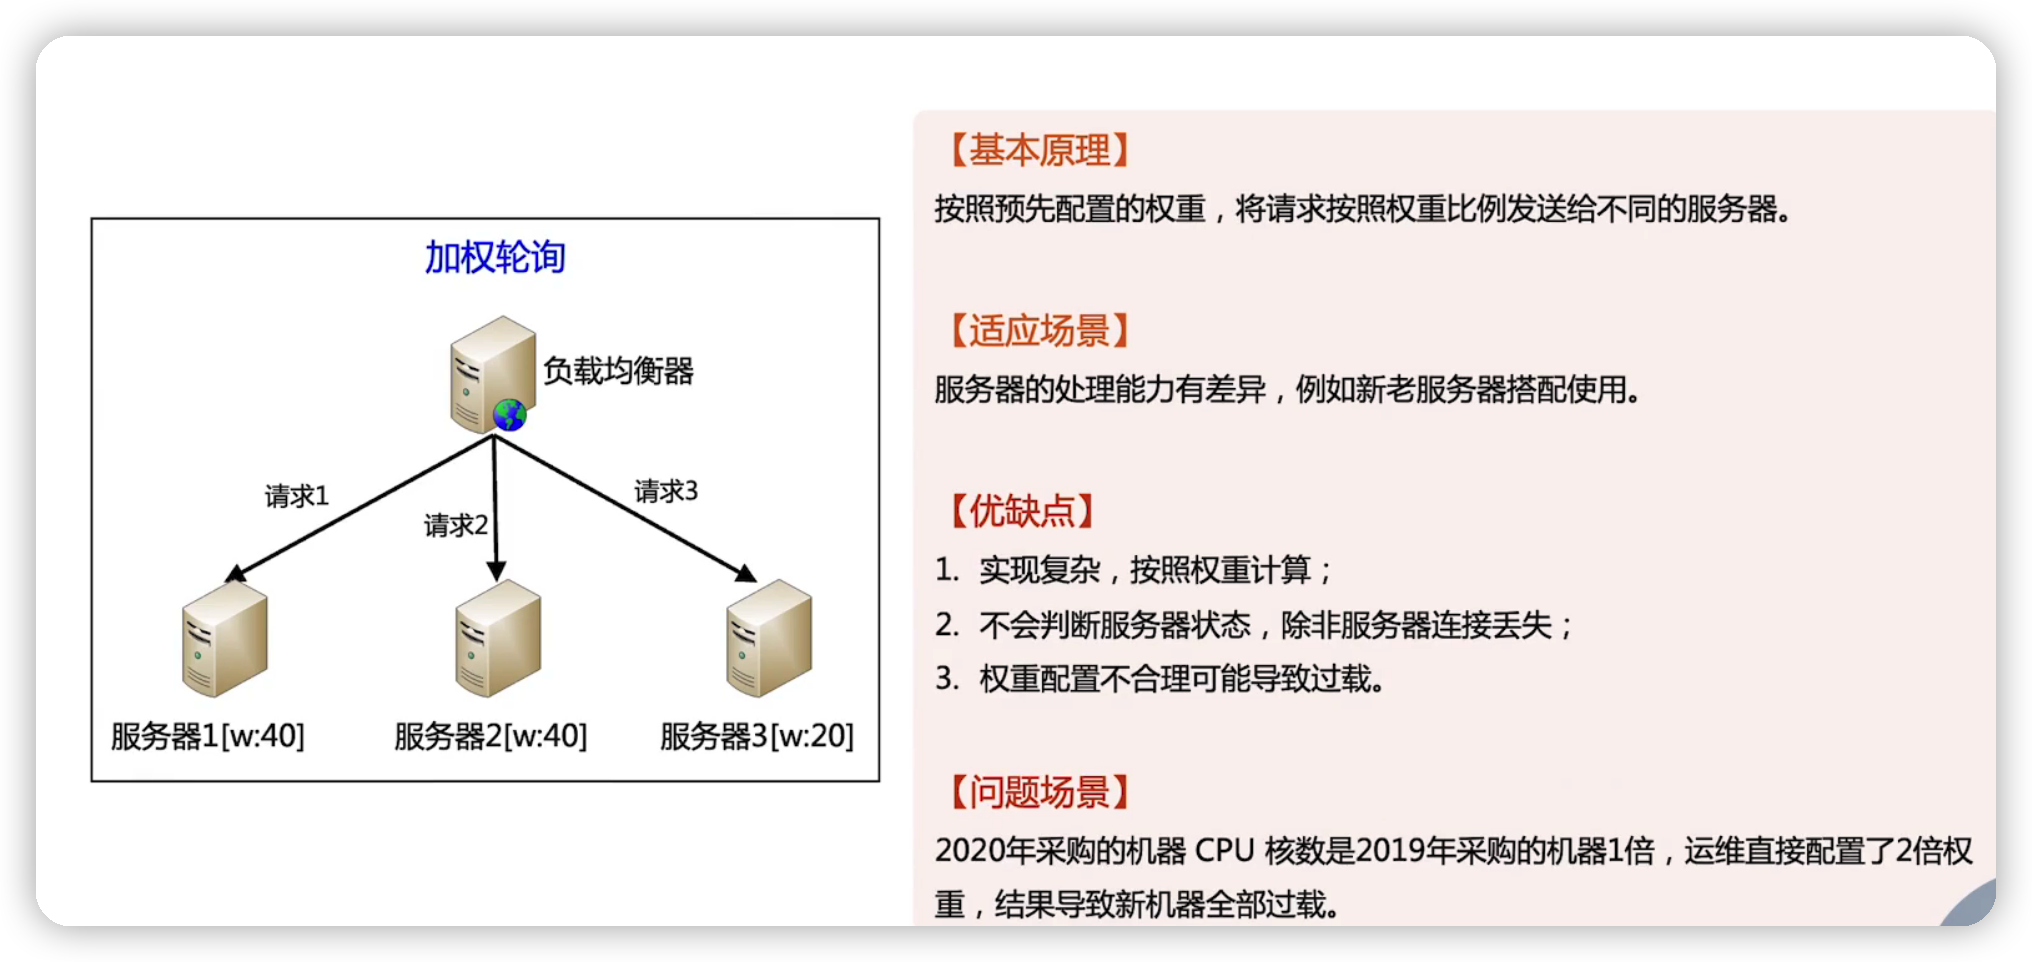 加权轮询
负载均衡器
请求1
请求2
请求3
服务器1[w:40]
服务器2[w:40]
服务器3[w:20]
【基本原理】
按照预先配置的权重，将请求按照权重比例发送给不同的服务器。
【适应场景】
服务器的处理能力有差异，例如新老服务器搭配使用。
【优缺点】
1. 实现复杂，按照权重计算；
2. 不会判断服务器状态，除非服务器连接丢失；
3. 权重配置不合理可能导致过载。
【问题场景】
2020年采购的机器 CPU 核数是2019年采购的机器1倍，运维直接配置了2倍权
重，结果导致新机器全部过载。